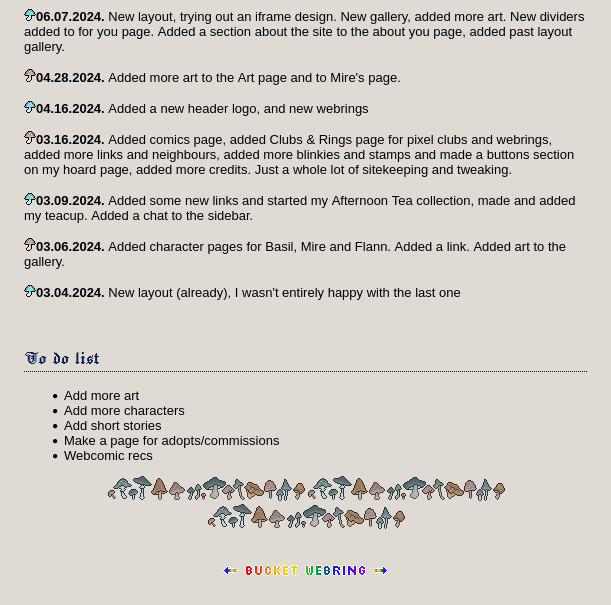 06.07.2024. New layout, trying out an iframe design. New gallery, added more art. New dividers
added to for you page. Added a section about the site to the about you page, added past layout
gallery.
04.28.2024. Added more art to the Art page and to Mire's page.
04.16.2024. Added a new header logo, and new webrings
03.16.2024. Added comics page, added Clubs & Rings page for pixel clubs and webrings,
added more links and neighbours, added more blinkies and stamps and made a buttons section
on my hoard page, added more credits. Just a whole lot of sitekeeping and tweaking.
03.09.2024. Added some new links and started my Afternoon Tea collection, made and added
my teacup. Added a chat to the sidebar.
03.06.2024. Added character pages for Basil, Mire and Flann. Added a link. Added art to the
gallery.
03.04.2024. New layout (already), I wasn't entirely happy with the last one
To do list
• Add more art
• Add more characters
• Add short stories
• Make a page for adopts/commissions
• Webcomic recs
← BUCKET WEBRING →